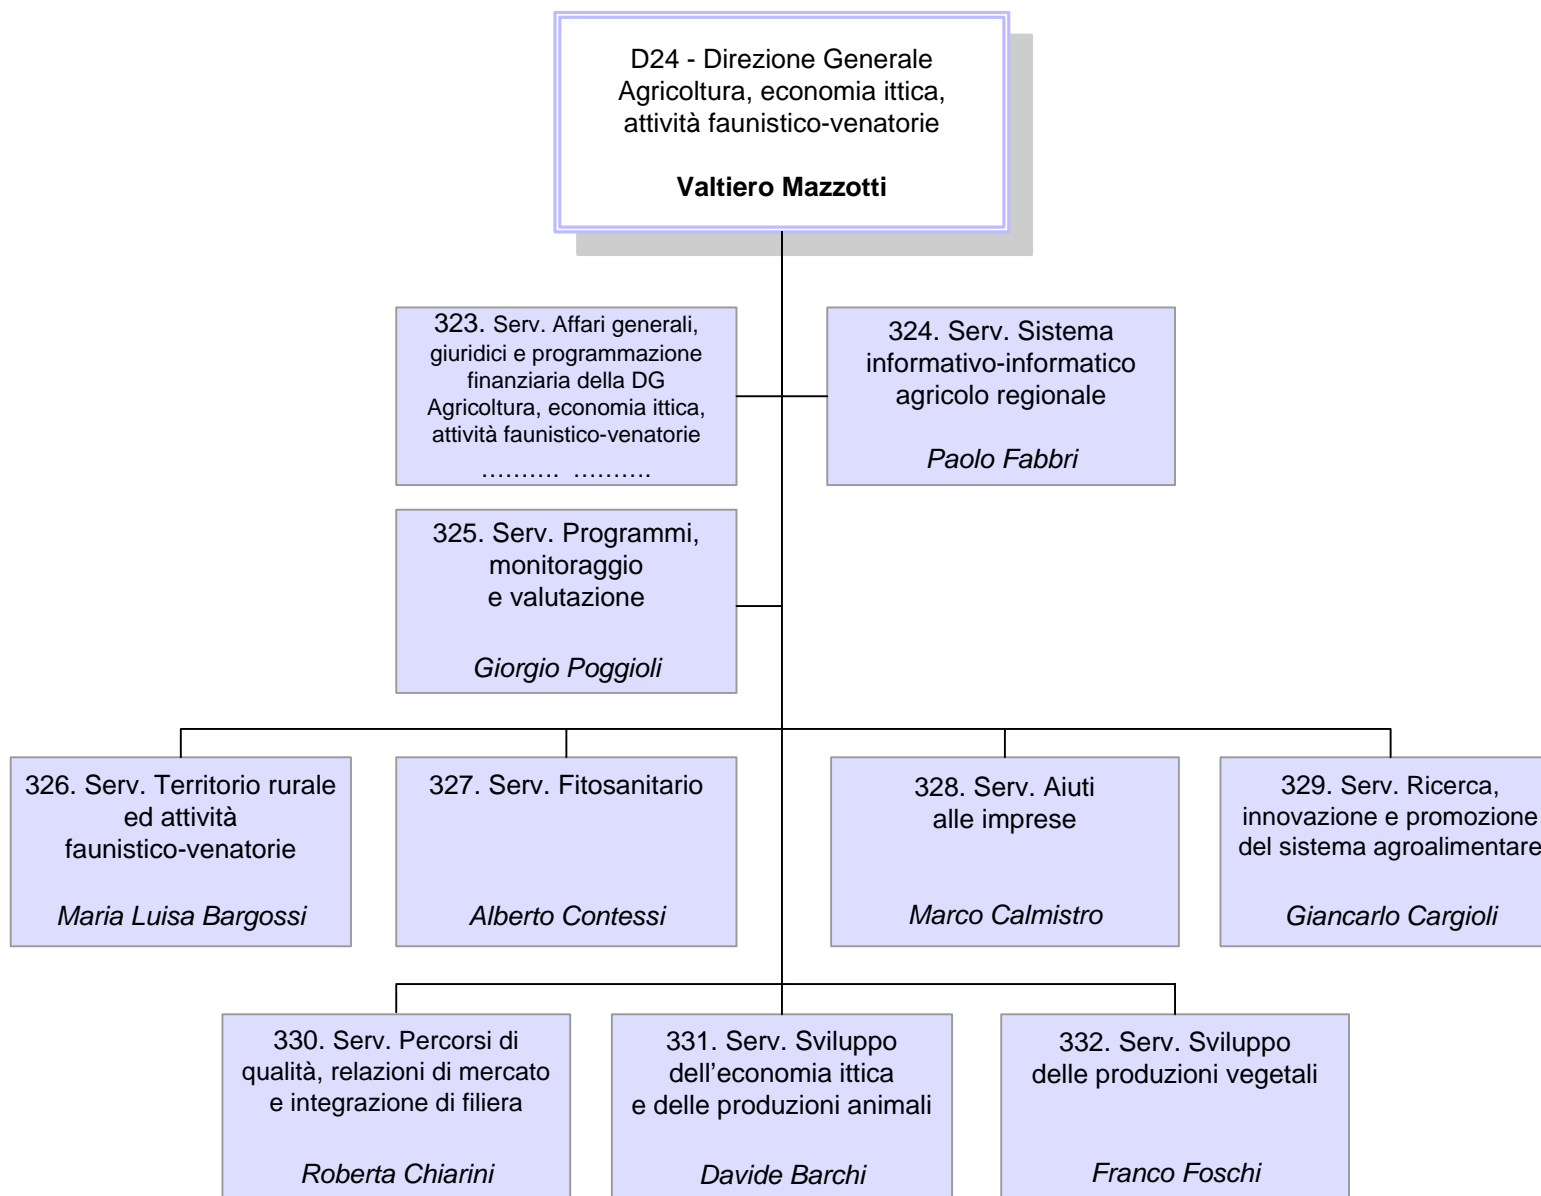 D24 - Direzione Generale
Agricoltura, economia ittica,
attività faunistico-venatorie
Valtiero Mazzotti
323. Serv. Affari generali,
giuridici e programmazione
finanziaria della DG
Agricoltura, economia ittica,
attività faunistico-venatorie
.......... ..........
324. Serv. Sistema
informativo-informatico
agricolo regionale
Paolo Fabbri
325. Serv. Programmi,
monitoraggio
e valutazione
Giorgio Poggioli
326. Serv. Territorio rurale
ed attività
faunistico-venatorie
Maria Luisa Bargossi
327. Serv. Fitosanitario
Alberto Contessi
328. Serv. Aiuti
alle imprese
Marco Calmistro
329. Serv. Ricerca,
innovazione e promozione
del sistema agroalimentare
Giancarlo Cargioli
330. Serv. Percorsi di
qualità, relazioni di mercato
e integrazione di filiera
Roberta Chiarini
331. Serv. Sviluppo
dell’economia ittica
e delle produzioni animali
Davide Barchi
332. Serv. Sviluppo
delle produzioni vegetali
Franco Foschi